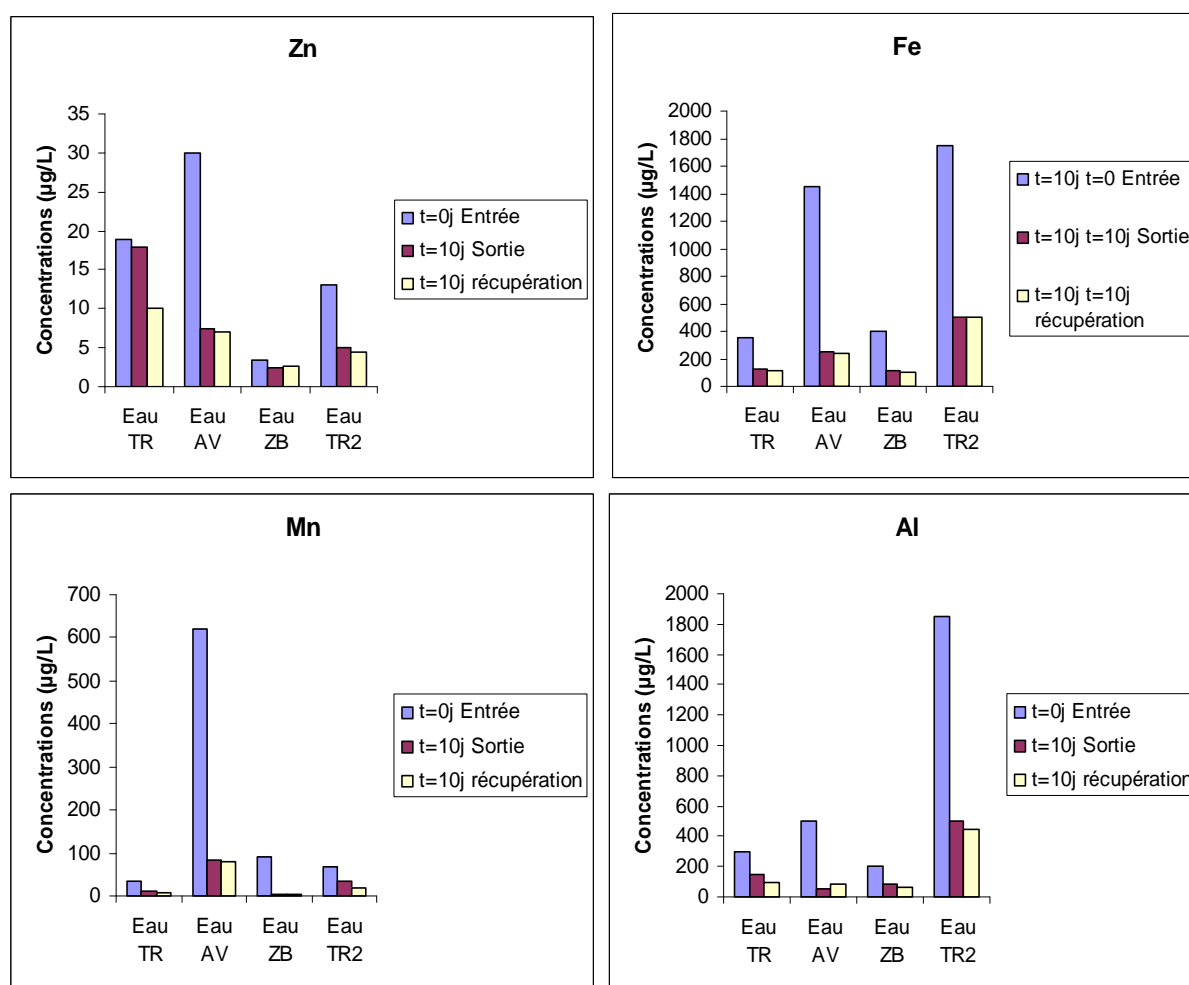 Zn
Concentrations (µg/L)
35
30
25
20
15
10
5
0
Eau TR
Eau AV
Eau ZB
Eau TR2
t=0j Entrée
t=10j Sortie
t=10j récupération
Fe
Concentrations (µg/L)
2000
1800
1600
1400
1200
1000
800
600
400
200
0
Eau TR
Eau AV
Eau ZB
Eau TR2
t=10j t=0 Entrée
t=10j t=10j Sortie
t=10j t=10j
récupération
Mn
Concentrations (µg/L)
700
600
500
400
300
200
100
0
Eau TR
Eau AV
Eau ZB
Eau TR2
t=0j Entrée
t=10j Sortie
t=10j récupération
Al
Concentrations (µg/L)
2000
1800
1600
1400
1200
1000
800
600
400
200
0
Eau TR
Eau AV
Eau ZB
Eau TR2
t=0j Entrée
t=10j Sortie
t=10j récupération